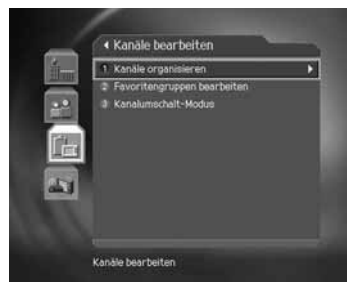 Kanäle bearbeiten
1 Kanäle organisieren
2 Favoritengruppen bearbeiten
3 Kanalumschalt-Modus
Kanäle bearbeiten